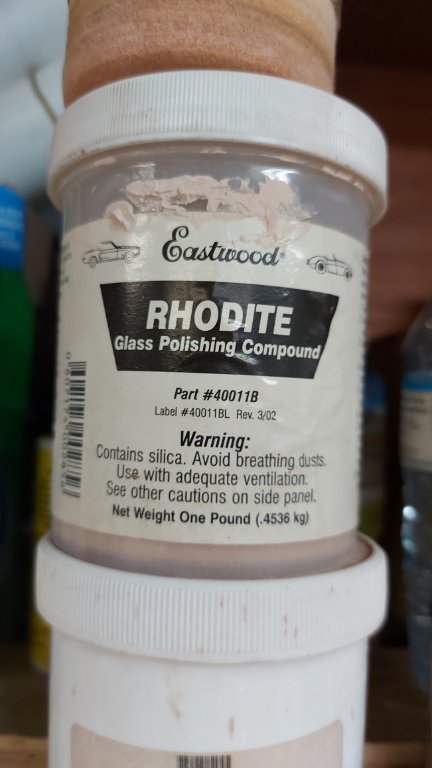 Eastwood
RHODITE
Glass Polishing Compound
Part #40011B
Label #40011BL Rev. 3/02
Warning:
Contains silica. Avoid breathing dusts.
Use with adequate ventilation.
See other cautions on side panel.
Net Weight One Pound (.4536 kg)